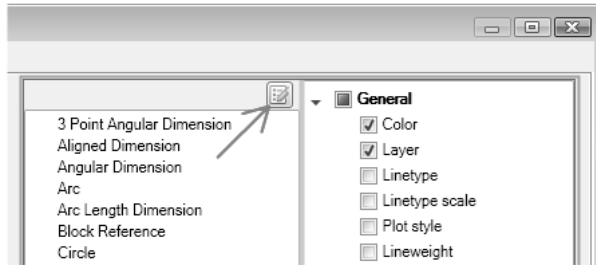 3 Point Angular Dimension
Aligned Dimension
Angular Dimension
Arc
Arc Length Dimension
Block Reference
Circle
General
Color
Layer
Linetype
Linetype scale
Plot style
Lineweight